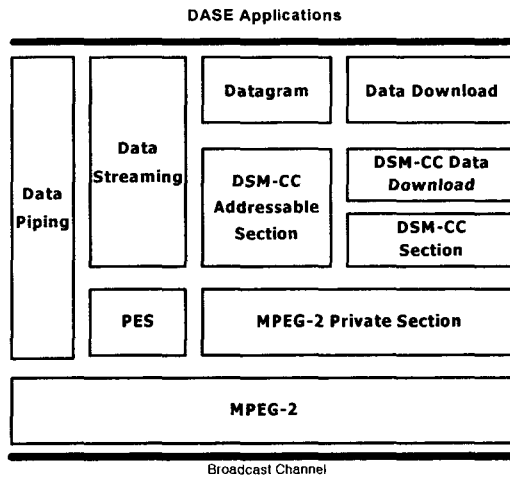 DASE Applications
Datagram
Data Download
Data
Streaming
Data
Piping
DSM-CC
Addressable
Section
DSM-CC Data
Download
DSM-CC
Section
PES
MPEG-2 Private Section
MPEG-2
Broadcast Channel